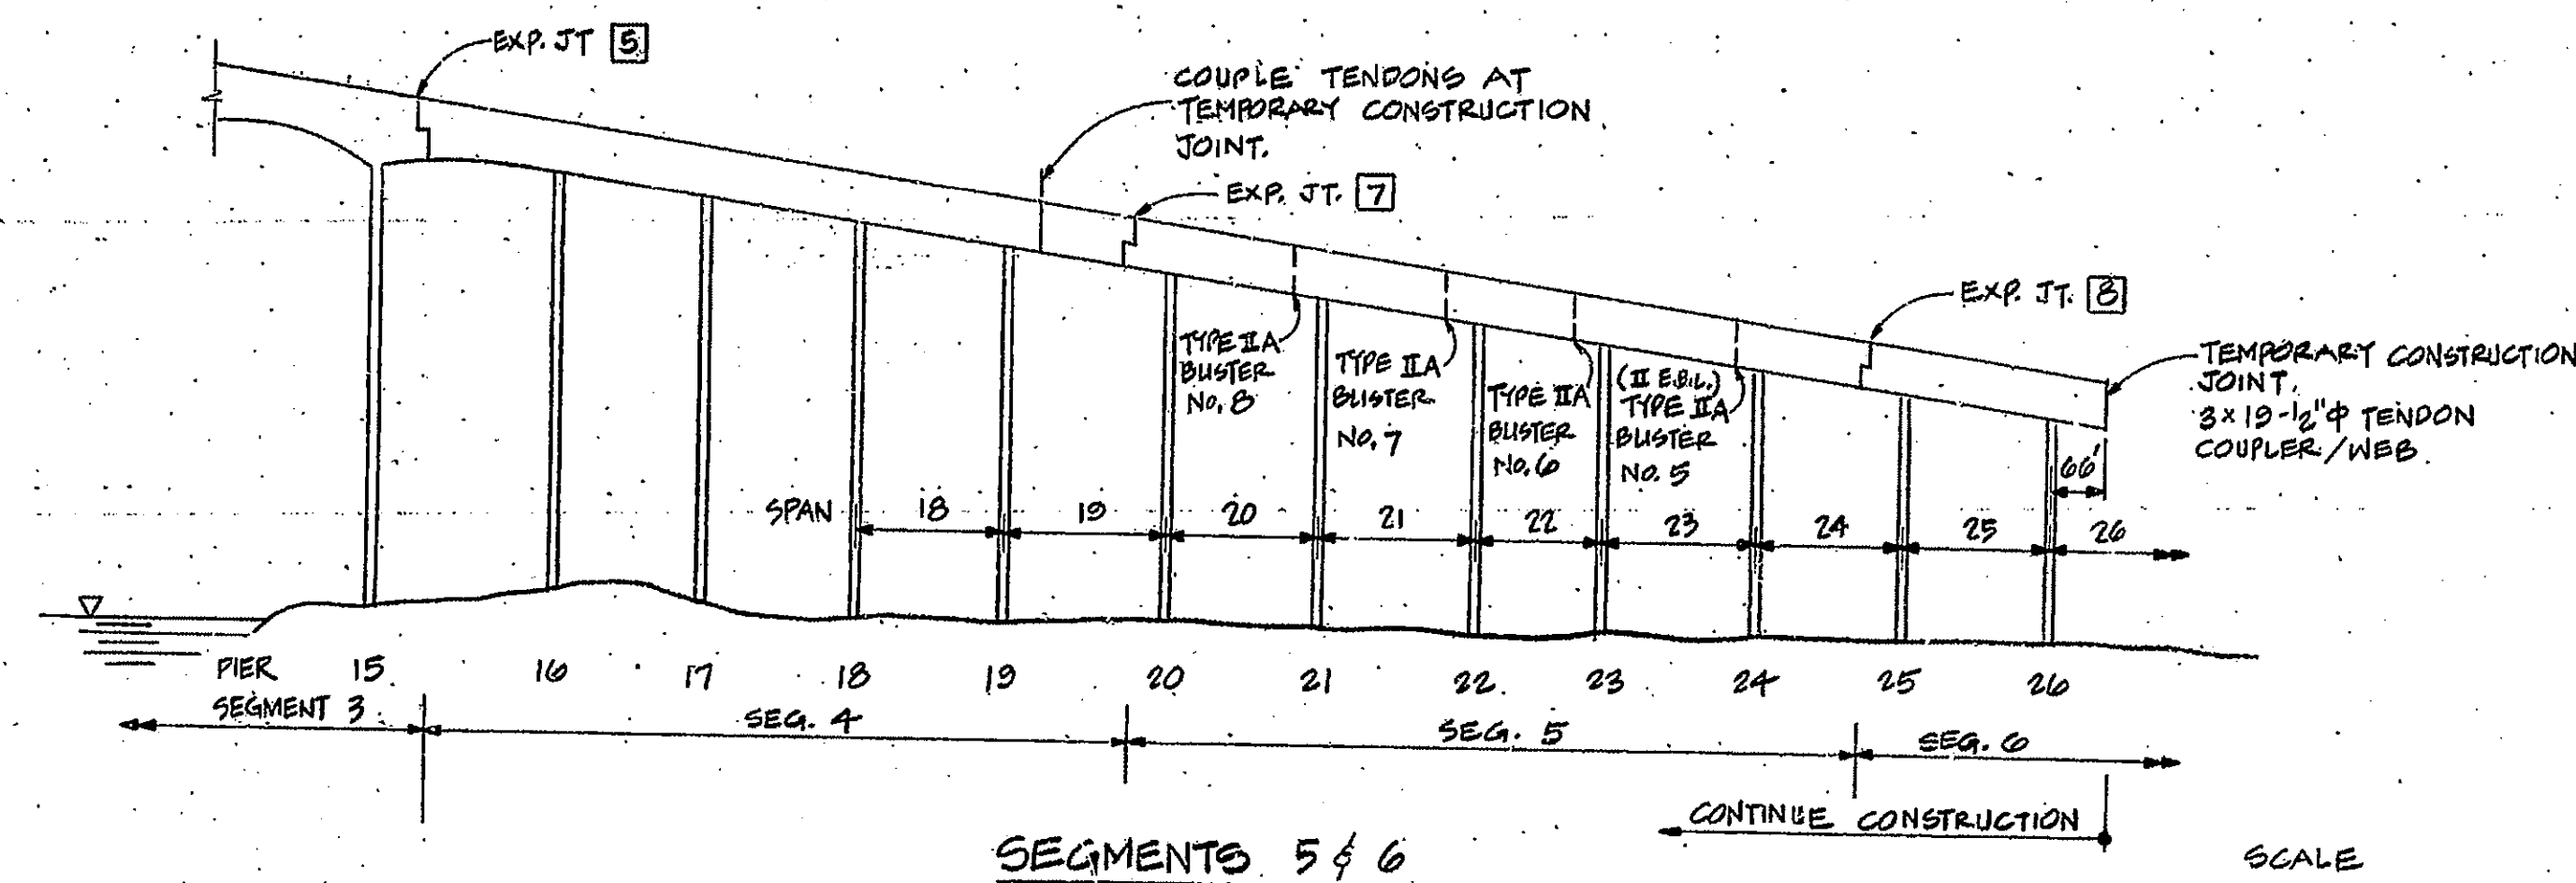 EXP. JT 5
COUPLE TENDONS AT
TEMPORARY CONSTRUCTION
JOINT.
EXP. JT. 7
EXP. JT. 8
TEMPORARY CONSTRUCTION
JOINT.
3 x 19 - 1/2" φ TENDON
COUPLER / WEB
TYPE IIA
BLISTER
No. 8
TYPE IIA
BLISTER
No. 7
TYPE IIA
BLISTER
No. 6
(II E.B.L.)
TYPE IIA
BLISTER
No. 5
66'
SPAN 18 19 20 21 22 23 24 25 26
PIER 15 16 17 18 19 20 21 22. 23 24 25 26
SEGMENT 3 SEG. 4 SEG. 5 SEG. 6
CONTINUE CONSTRUCTION
SEGMENTS 5 & 6
SCALE